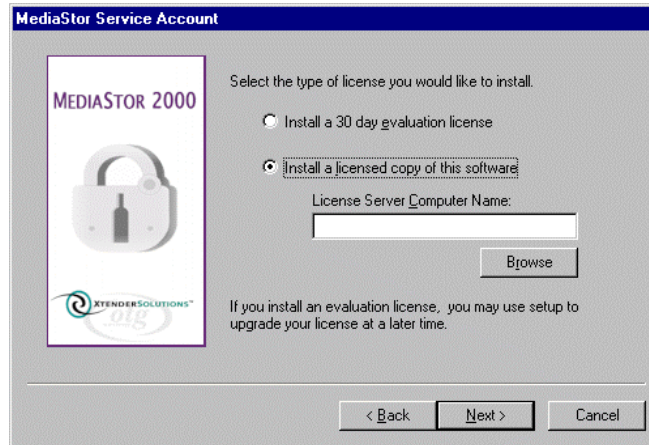 MediaStor Service Account
MEDIASTOR 2000
XTENDERSOLUTIONS™
otg
Select the type of license you would like to install.
Install a 30 day evaluation license
Install a licensed copy of this software
License Server Computer Name:
Browse
If you install an evaluation license, you may use setup to
upgrade your license at a later time.
< Back
Next >
Cancel